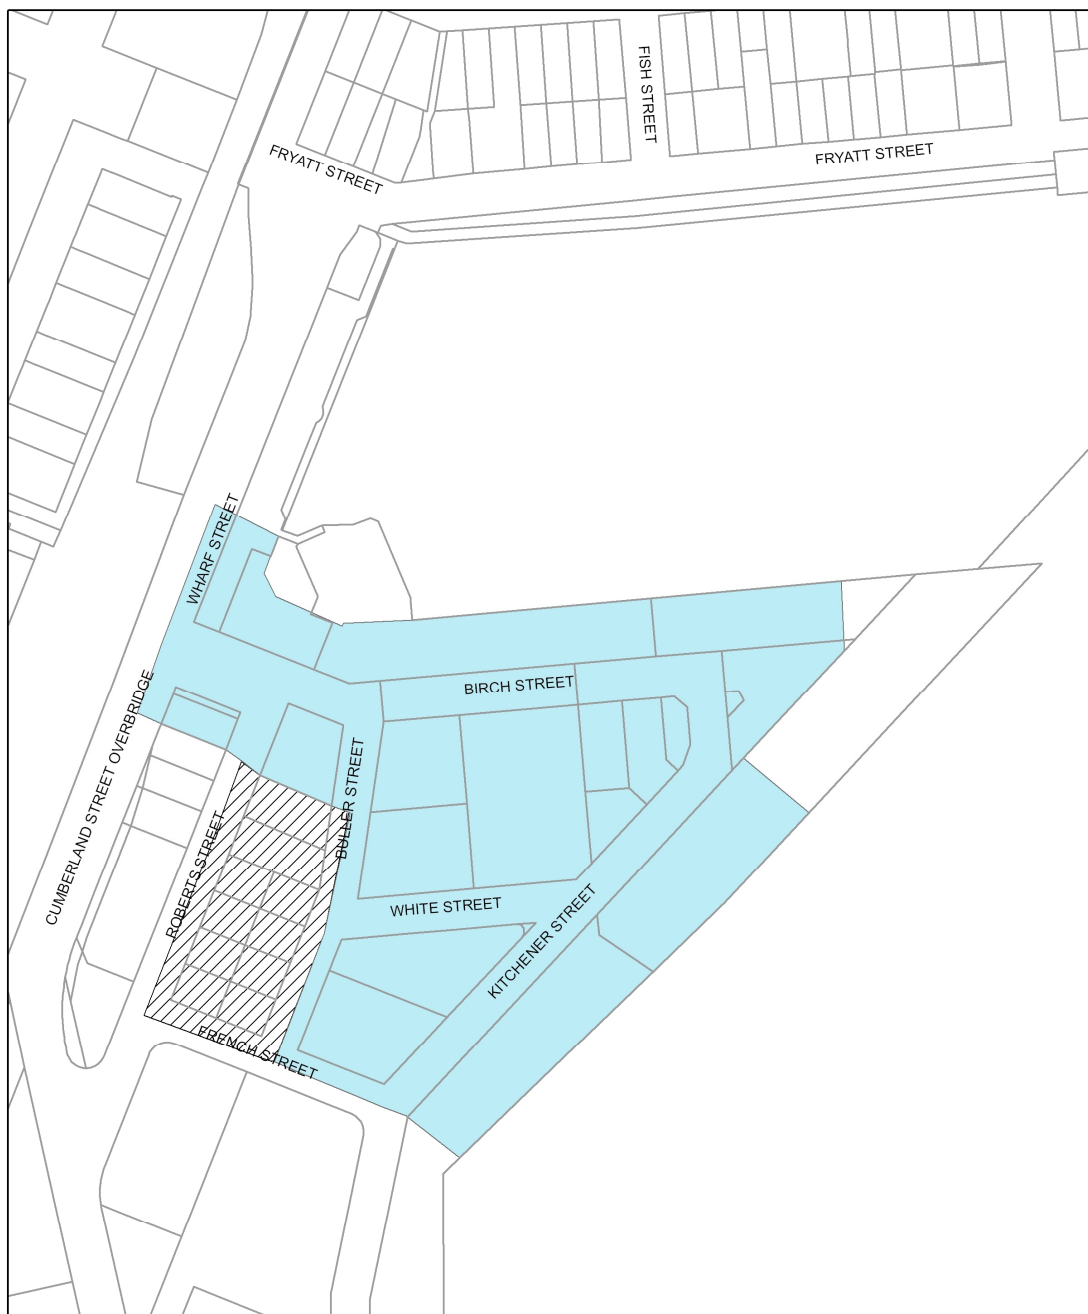 FISH STREET
FRYATT STREET
FRYATT STREET
WHARF STREET
CUMBERLAND STREET OVERBRIDGE
BIRCH STREET
BULLER STREET
ROBERTS STREET
WHITE STREET
KITCHENER STREET
FRENCH STREET